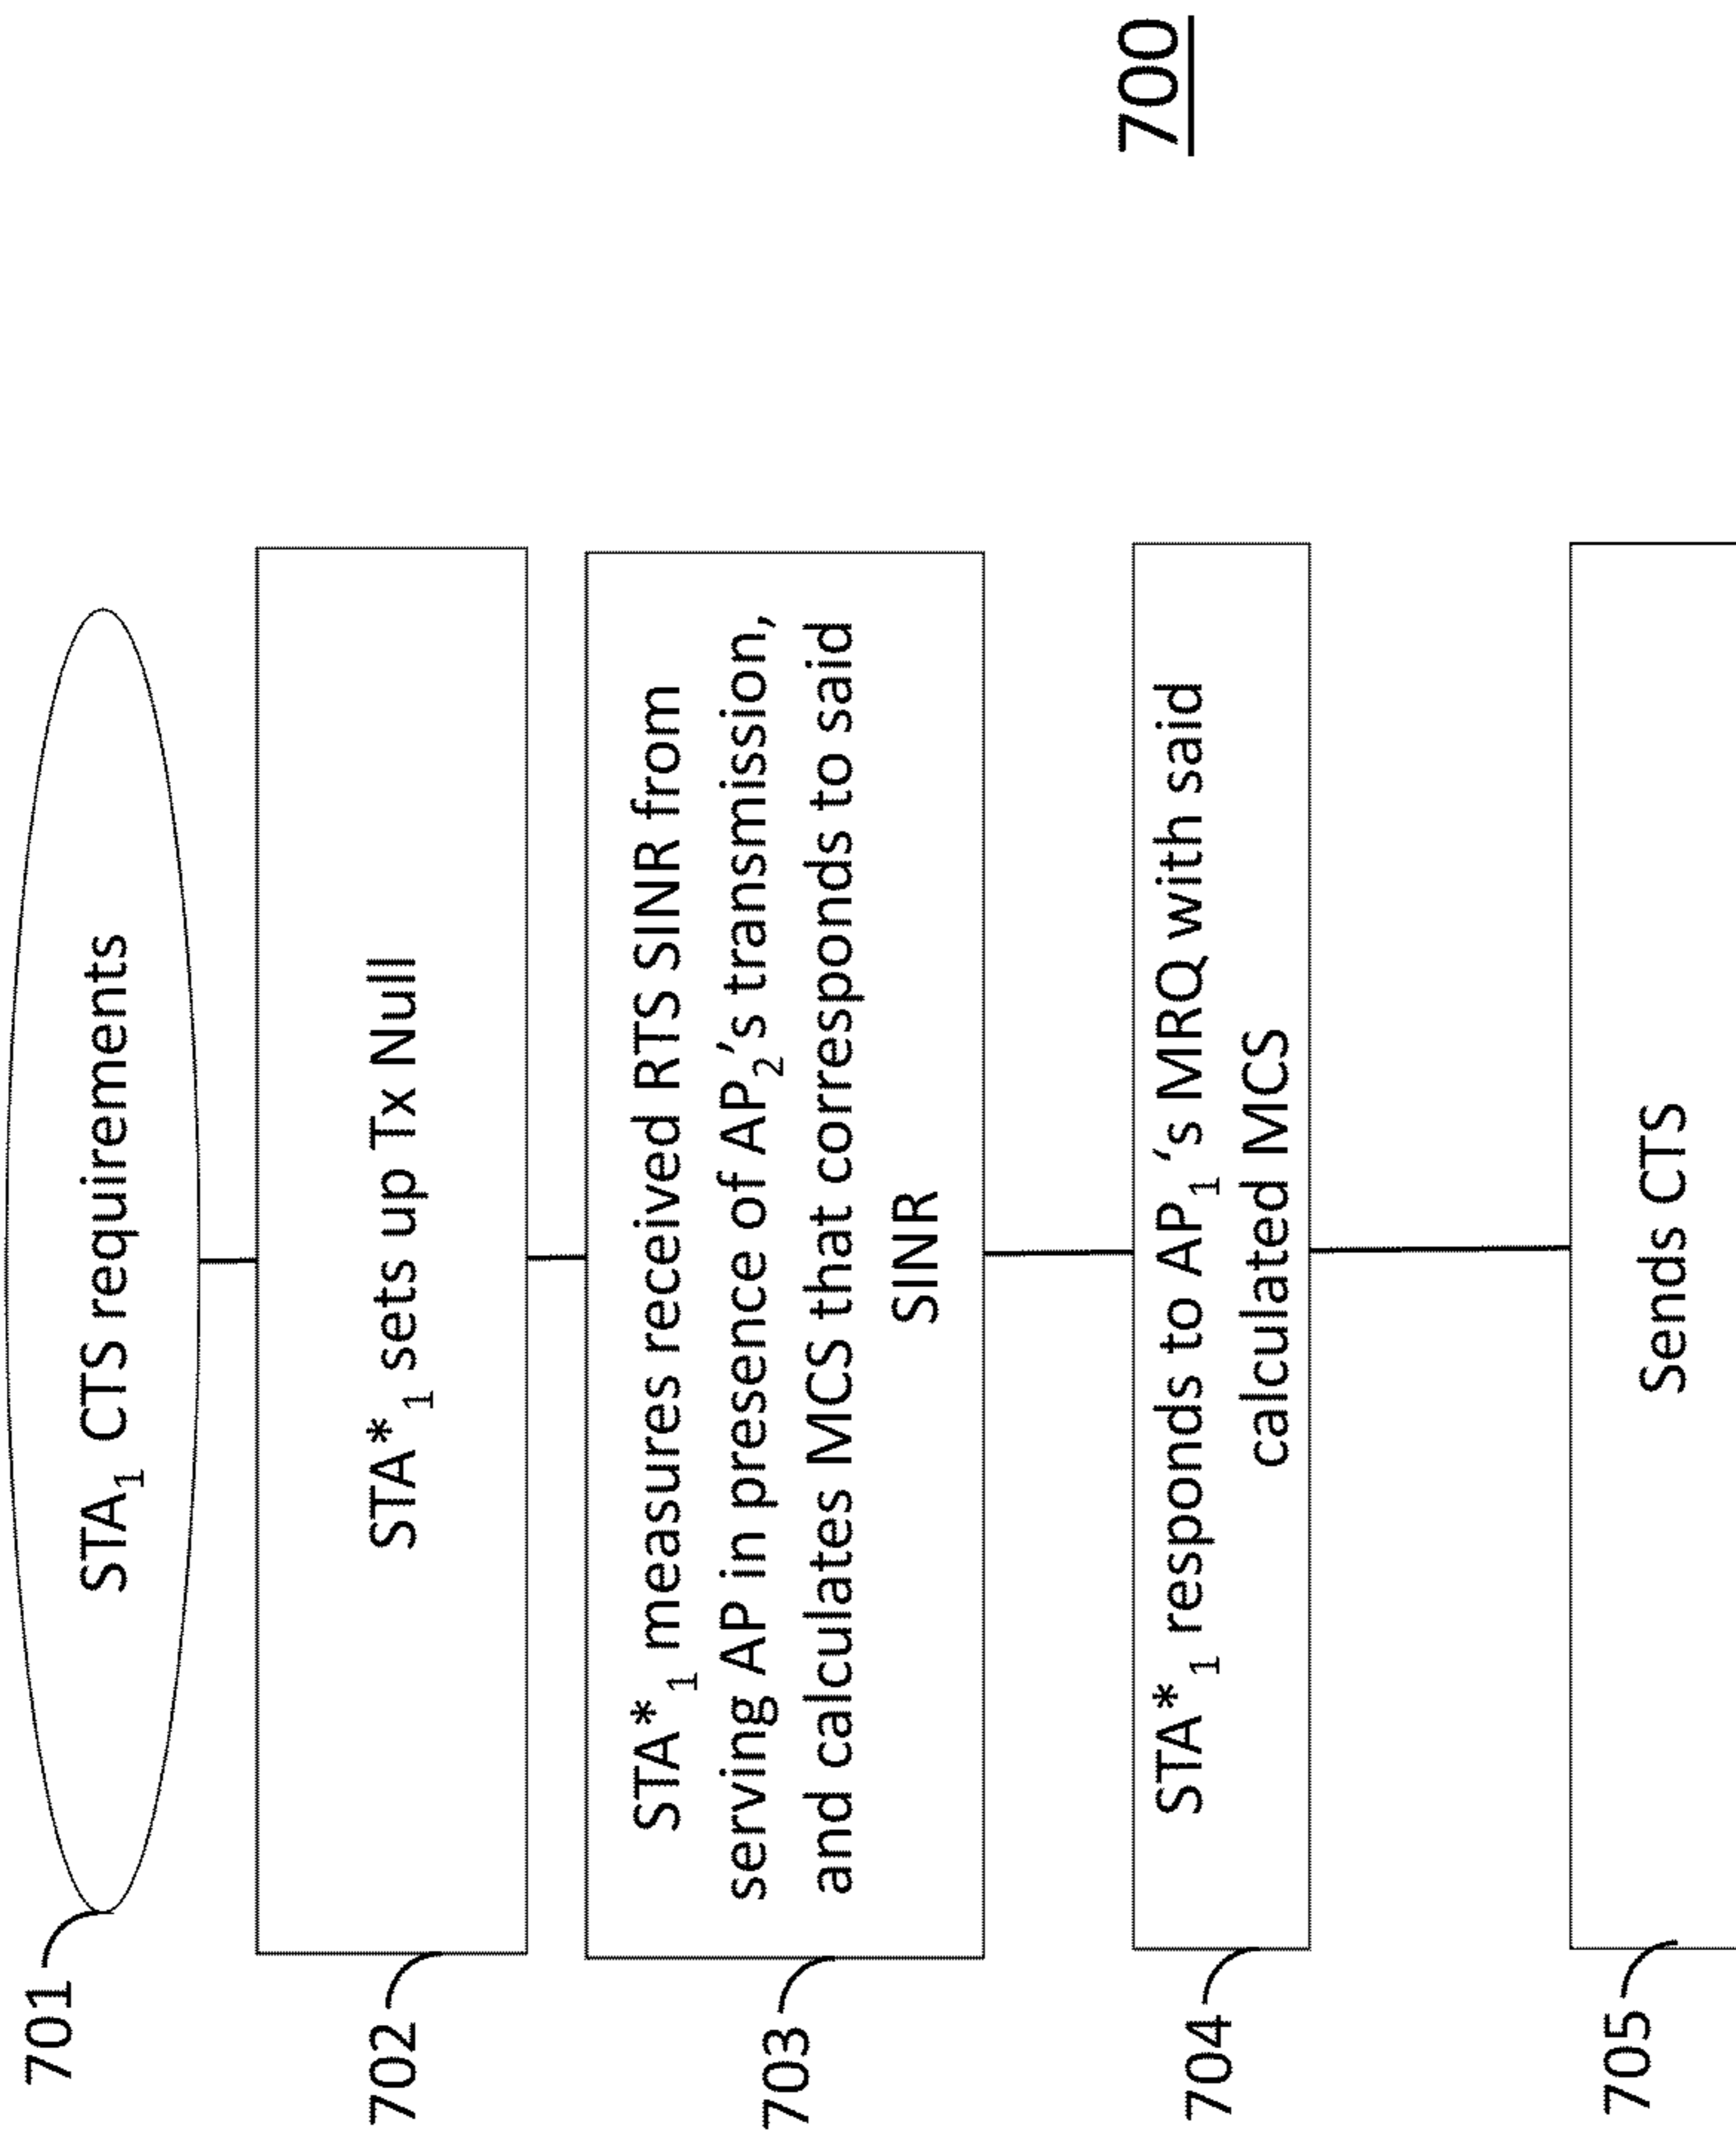 701
STA₁ CTS requirements
702
STA*₁ sets up Tx Null
703
STA*₁ measures received RTS SINR from
serving AP in presence of AP₂'s transmission,
and calculates MCS that corresponds to said
SINR
704
STA*₁ responds to AP₁ ‘s MRQ with said
calculated MCS
705
Sends CTS
700